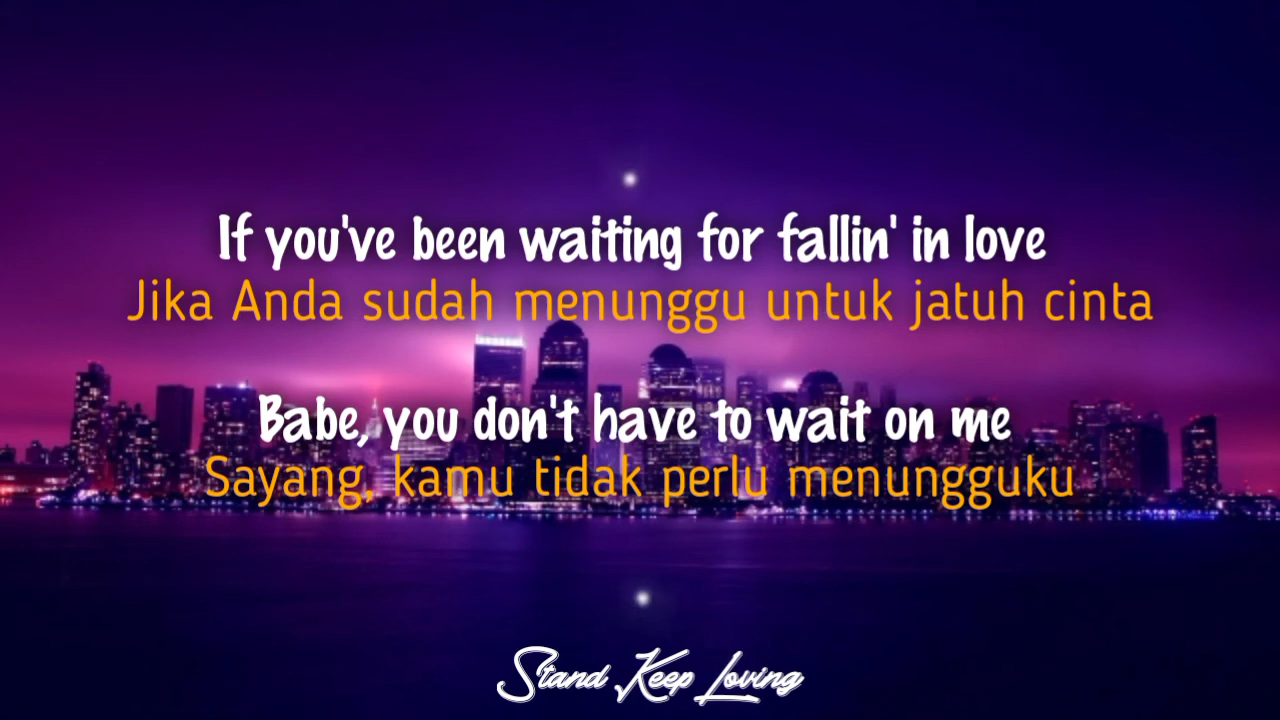 If you've been waiting for fallin' in love
Jika Anda sudah menunggu untuk jatuh cinta
Babe, you don't have to wait on me
Sayang, kamu tidak perlu menungguku
Stand Keep Loving